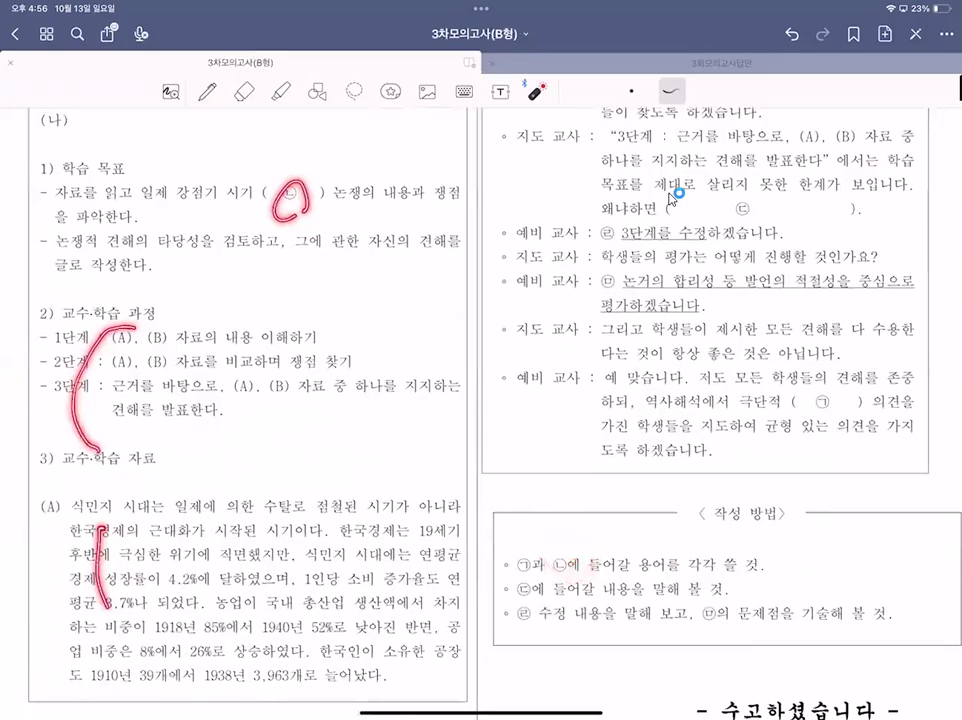 오후 4:56 10월 13일 일요일
23%
3차모의고사(B형)
3차모의고사(B형)
3회모의고사답안
T
(나)
1) 학습 목표
- 자료를 읽고 일제 강점기 시기 ( ㉡ ) 논쟁의 내용과 쟁점
을 파악한다.
- 논쟁적 견해의 타당성을 검토하고, 그에 관한 자신의 견해를
글로 작성한다.
2) 교수·학습 과정
- 1단계 : (A), (B) 자료의 내용 이해하기
- 2단계 : (A), (B) 자료를 비교하며 쟁점 찾기
- 3단계 : 근거를 바탕으로, (A), (B) 자료 중 하나를 지지하는
견해를 발표한다.
3) 교수·학습 자료
(A) 식민지 시대는 일제에 의한 수탈로 점철된 시기가 아니라
한국경제의 근대화가 시작된 시기이다. 한국경제는 19세기
후반에 극심한 위기에 직면했지만, 식민지 시대에는 연평균
경제 성장률이 4.2%에 달하였으며, 1인당 소비 증가율도 연
평균 3.7%나 되었다. 농업이 국내 총산업 생산액에서 차지
하는 비중이 1918년 85%에서 1940년 52%로 낮아진 반면, 공
업 비중은 8%에서 26%로 상승하였다. 한국인이 소유한 공장
도 1910년 39개에서 1938년 3,963개로 늘어났다.
들이 찾도록 하겠습니다.
◦ 지도 교사 : “3단계 : 근거를 바탕으로, (A), (B) 자료 중
하나를 지지하는 견해를 발표한다”에서는 학습
목표를 제대로 살리지 못한 한계가 보입니다.
왜냐하면 ( ㉢ ).
◦ 예비 교사 : ㉣ 3단계를 수정하겠습니다.
◦ 지도 교사 : 학생들의 평가는 어떻게 진행할 것인가요?
◦ 예비 교사 : ㉤ 논거의 합리성 등 발언의 적절성을 중심으로
평가하겠습니다.
◦ 지도 교사 : 그리고 학생들이 제시한 모든 견해를 다 수용한
다는 것이 항상 좋은 것은 아닙니다.
◦ 예비 교사 : 예 맞습니다. 저도 모든 학생들의 견해를 존중
하되, 역사해석에서 극단적 ( ㉠ ) 의견을
가진 학생들을 지도하여 균형 있는 의견을 가지
도록 하겠습니다.
〈 작성 방법〉
◦ ㉠과 ㉡에 들어갈 용어를 각각 쓸 것.
◦ ㉢에 들어갈 내용을 말해 볼 것.
◦ ㉣ 수정 내용을 말해 보고, ㉤의 문제점을 기술해 볼 것.
- 수고하셨습니다 -